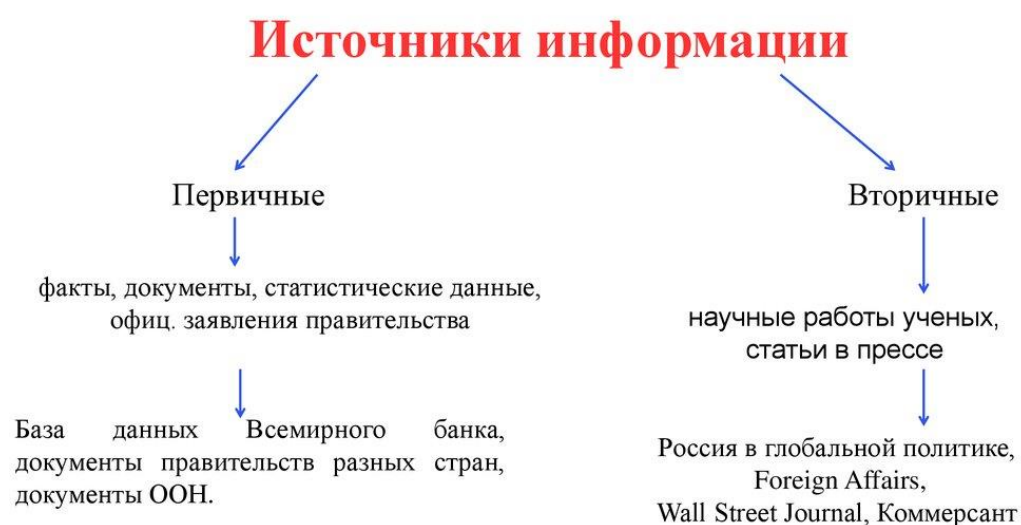 Источники информации
Первичные
факты, документы, статистические данные,
офиц. заявления правительства
База данных Всемирного банка,
документы правительств разных стран,
документы ООН.
Вторичные
научные работы ученых,
статьи в прессе
Россия в глобальной политике,
Foreign Affairs,
Wall Street Journal, Коммерсант